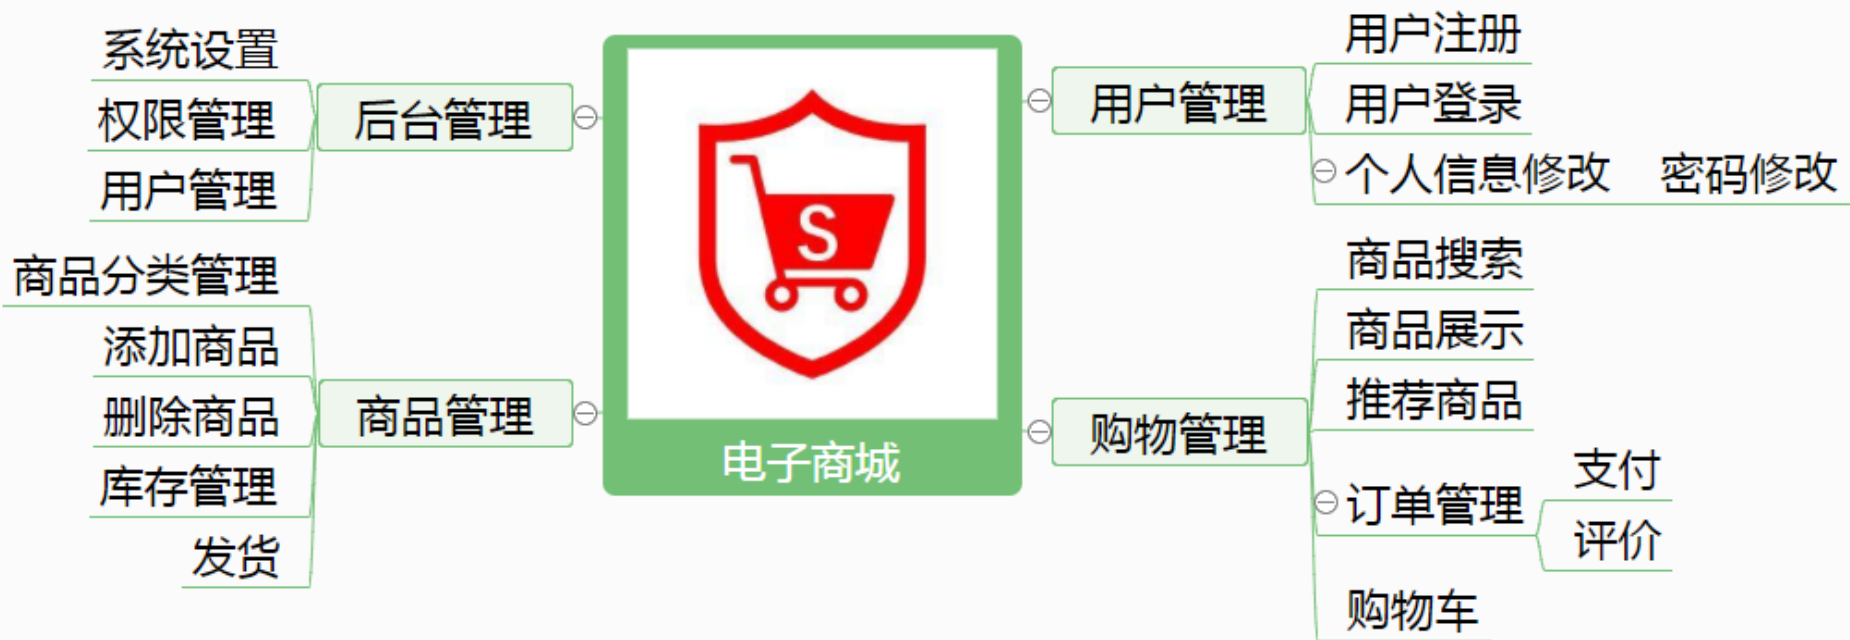 系统设置
权限管理
用户管理
后台管理
商品分类管理
添加商品
删除商品
库存管理
发货
商品管理
S
电子商城
用户管理
用户注册
用户登录
个人信息修改 密码修改
购物管理
商品搜索
商品展示
推荐商品
订单管理
支付
评价
购物车